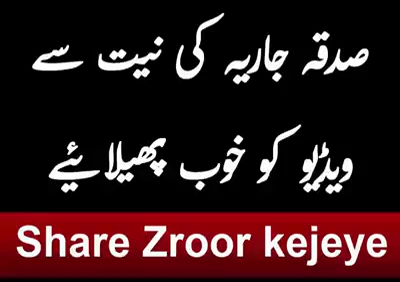 صدقہ جاریہ کی نیت سے
ویڈیو کو خوب پھیلائیے
Share Zroor kejeye